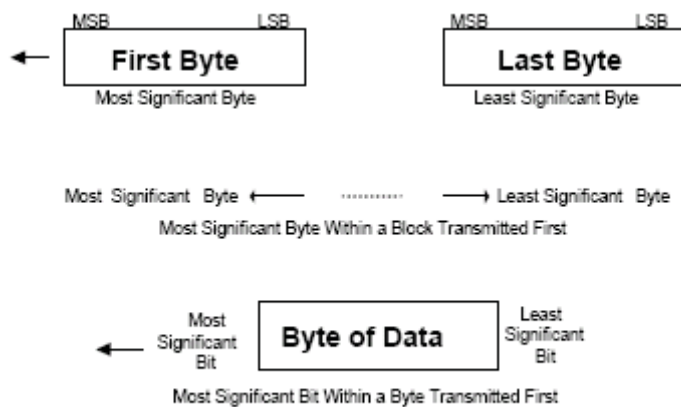 MSB LSB MSB LSB
First Byte Last Byte
Most Significant Byte Least Significant Byte
Most Significant Byte Least Significant Byte
Most Significant Byte Within a Block Transmitted First
Most Significant Bit
Byte of Data
Least Significant Bit
Most Significant Bit Within a Byte Transmitted First